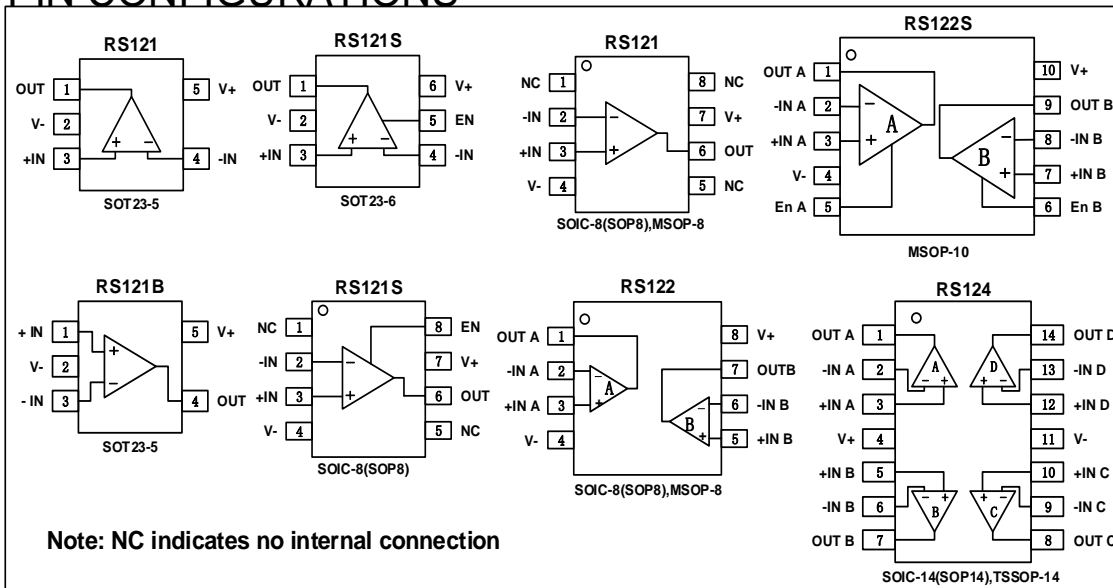 PIN CONFIGURATIONS
RS121
OUT 1 5 V+
V- 2
+IN 3 + - 4 -IN
SOT23-5
RS121S
OUT 1 6 V+
V- 2 5 EN
+IN 3 + - 4 -IN
SOT23-6
RS121
NC 1 8 NC
-IN 2 - 7 V+
+IN 3 + 6 OUT
V- 4 5 NC
SOIC-8(SOP8),MSOP-8
RS122S
OUT A 1 10 V+
-IN A 2 - A 9 OUT B
+IN A 3 + B - 8 -IN B
V- 4 + 7 +IN B
En A 5 6 En B
MSOP-10
RS121B
+ IN 1 + 5 V+
V- 2
- IN 3 - 4 OUT
SOT23-5
RS121S
NC 1 8 EN
-IN 2 - 7 V+
+IN 3 + 6 OUT
V- 4 5 NC
SOIC-8(SOP8)
RS122
OUT A 1 8 V+
-IN A 2 - A 7 OUTB
+IN A 3 + B - 6 -IN B
V- 4 + 5 +IN B
SOIC-8(SOP8),MSOP-8
RS124
OUT A 1 14 OUT D
-IN A 2 A D 13 -IN D
+IN A 3 - + + - 12 +IN D
V+ 4 11 V-
+IN B 5 10 +IN C
-IN B 6 - + + - 9 -IN C
OUT B 7 B C 8 OUT C
SOIC-14(SOP14),TSSOP-14
Note: NC indicates no internal connection